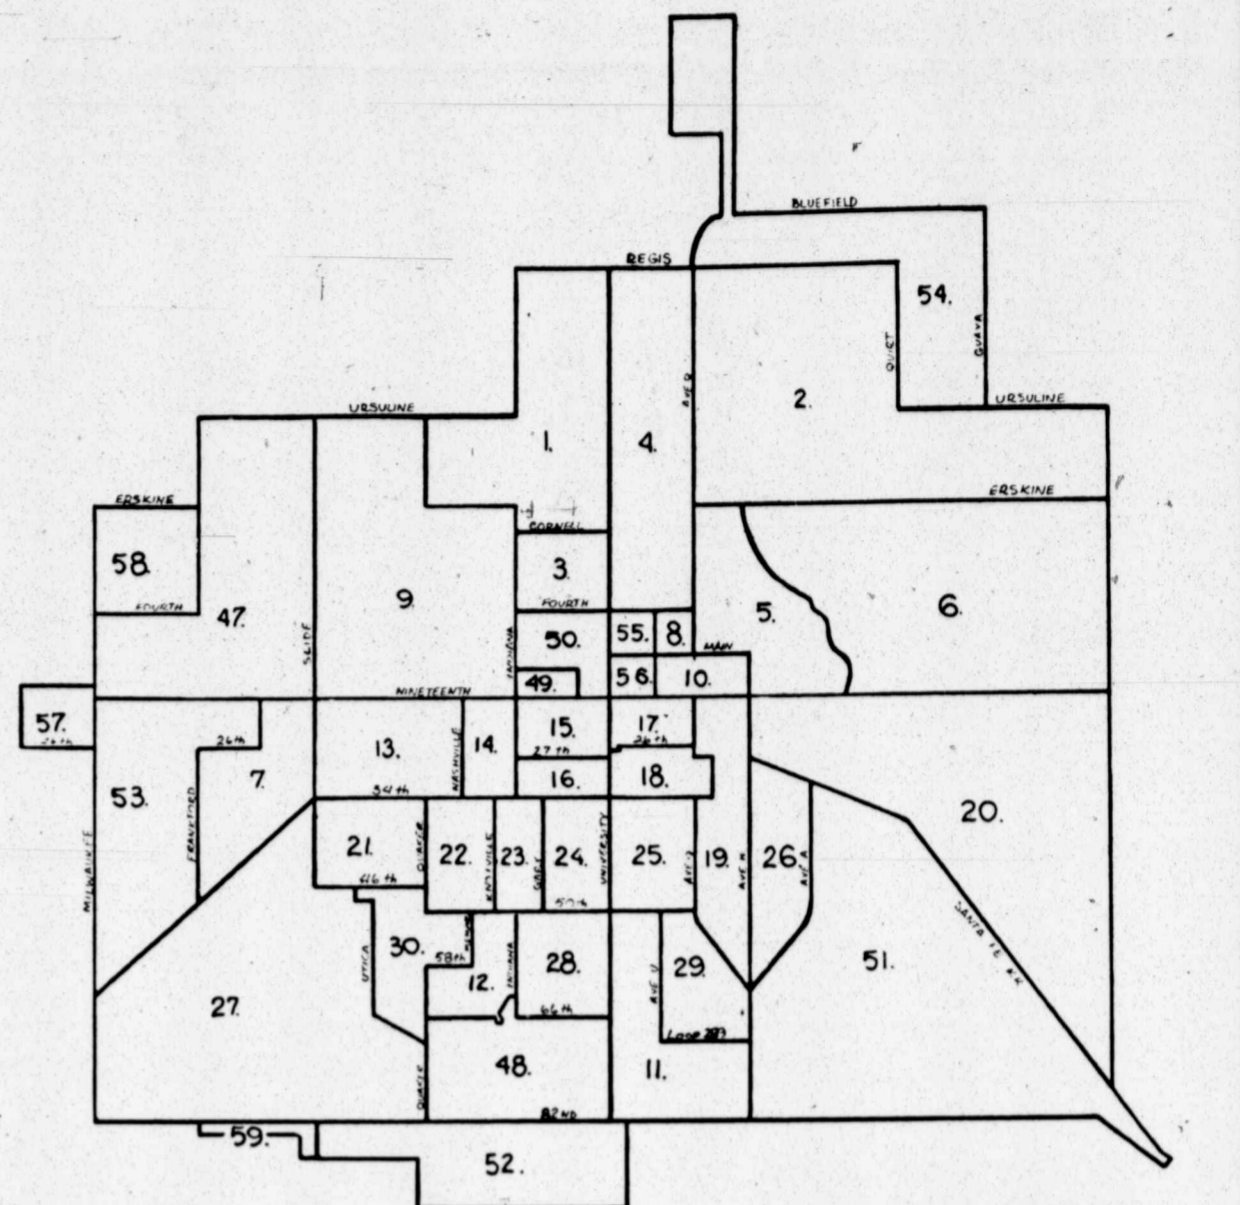 BLUEFIELD
REGIS
54.
QUIRT
GUAVA
AVE Q
2.
URSULINE
URSULINE
1.
4.
ERSKINE
ERSKINE
CORNELL
58.
3.
9.
5.
6.
FOURTH
FOURTH
47.
SLIDE
INDIANA
50.
55.
8.
MAIN
49.
56.
10.
NINETEENTH
57.
26th
26th
13.
NASHVILLE
14.
15.
27th
17.
26th
7.
16.
18.
34th
53.
FRANKFORD
MILWAUKEE
20.
21.
QUAKER
22.
KNOXVILLE
23.
24.
UNIVERSITY
25.
AVE Q
19.
AVE H
26.
AVE A
46th
50th
SANTA FE RR
30.
UTICA
58th
12.
INDIANA
28.
66th
AVE U
29.
51.
27.
Loop 289
48.
11.
QUAKER
82ND
59.
52.